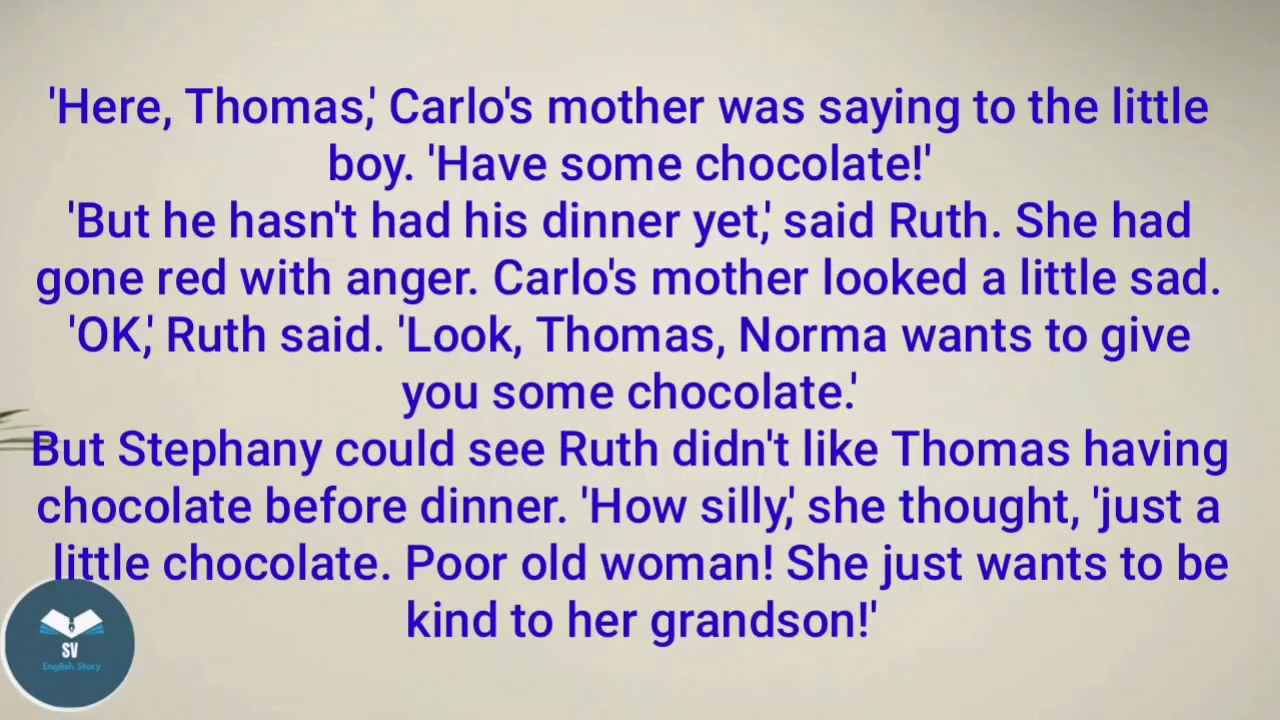 'Here, Thomas,' Carlo's mother was saying to the little
boy. 'Have some chocolate!'
'But he hasn't had his dinner yet,' said Ruth. She had
gone red with anger. Carlo's mother looked a little sad.
'OK,' Ruth said. 'Look, Thomas, Norma wants to give
you some chocolate.'
But Stephany could see Ruth didn't like Thomas having
chocolate before dinner. 'How silly,' she thought, 'just a
little chocolate. Poor old woman! She just wants to be
kind to her grandson!'
SV
English Story